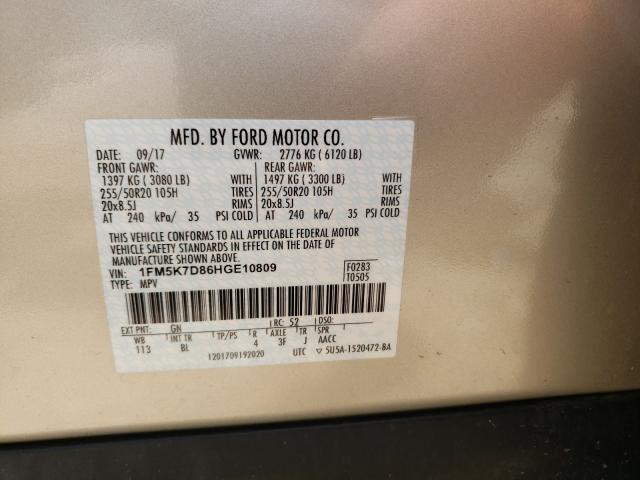 MFD. BY FORD MOTOR CO.
DATE: 09/17 GVWR: 2776 KG ( 6120 LB)
FRONT GAWR: REAR GAWR:
1397 KG ( 3080 LB) WITH 1497 KG ( 3300 LB) WITH
255/50R20 105H TIRES 255/50R20 105H TIRES
20x8.5J RIMS 20x8.5J RIMS
AT 240 kPa/ 35 PSI COLD AT 240 kPa/ 35 PSI COLD
THIS VEHICLE CONFORMS TO ALL APPLICABLE FEDERAL MOTOR
VEHICLE SAFETY STANDARDS IN EFFECT ON THE DATE OF
MANUFACTURE SHOWN ABOVE.
VIN: 1FM5K7D86HGE10809 F0283
TYPE: MPV T0505
EXT PNT: GN RC: 52 DSO:
WB INT TR TP/PS R AXLE TR SPR
113 BL 4 3F J AACC
1201709192020 UTC ▽ 5U5A-1520472-BA